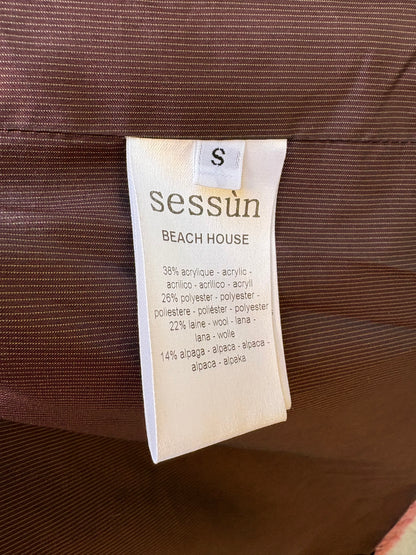 S
sessùn
BEACH HOUSE
38% acrylique - acrylic -
acrilico - acrílico - acryll
26% polyester - polyester -
poliestere - poliéster - polyester
22% laine - wool - lana -
lana - wolle
14% alpaga - alpaca - alpaca -
alpaca - alpaka